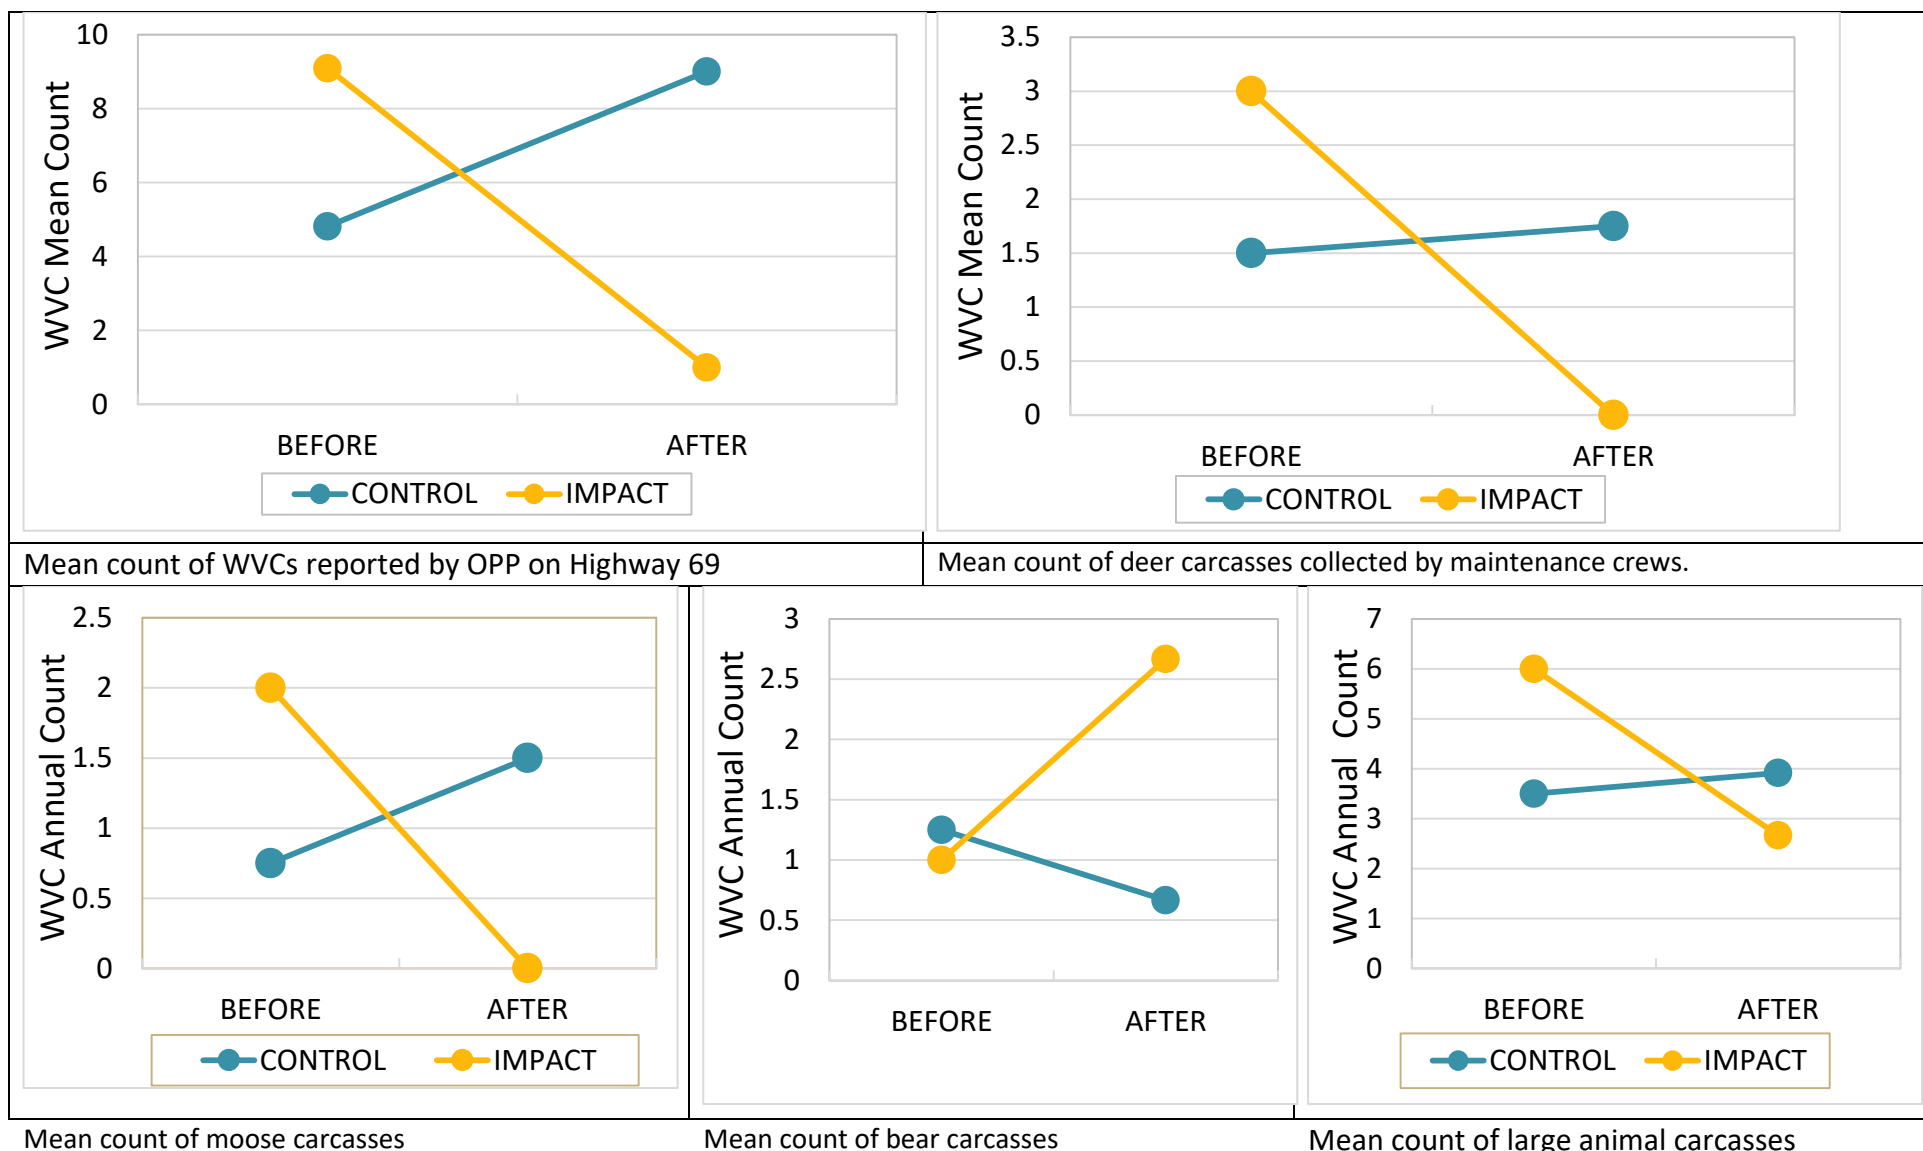 10
8
6
4
2
0
WVC Mean Count
BEFORE AFTER
CONTROL IMPACT
3.5
3
2.5
2
1.5
1
0.5
0
WVC Mean Count
BEFORE AFTER
CONTROL IMPACT
Mean count of WVCs reported by OPP on Highway 69
Mean count of deer carcasses collected by maintenance crews.
2.5
2
1.5
1
0.5
0
WVC Annual Count
BEFORE AFTER
CONTROL IMPACT
3
2.5
2
1.5
1
0.5
0
WVC Annual Count
BEFORE AFTER
7
6
5
4
3
2
1
0
WVC Annual Count
BEFORE AFTER
CONTROL IMPACT
Mean count of moose carcasses
Mean count of bear carcasses
Mean count of large animal carcasses